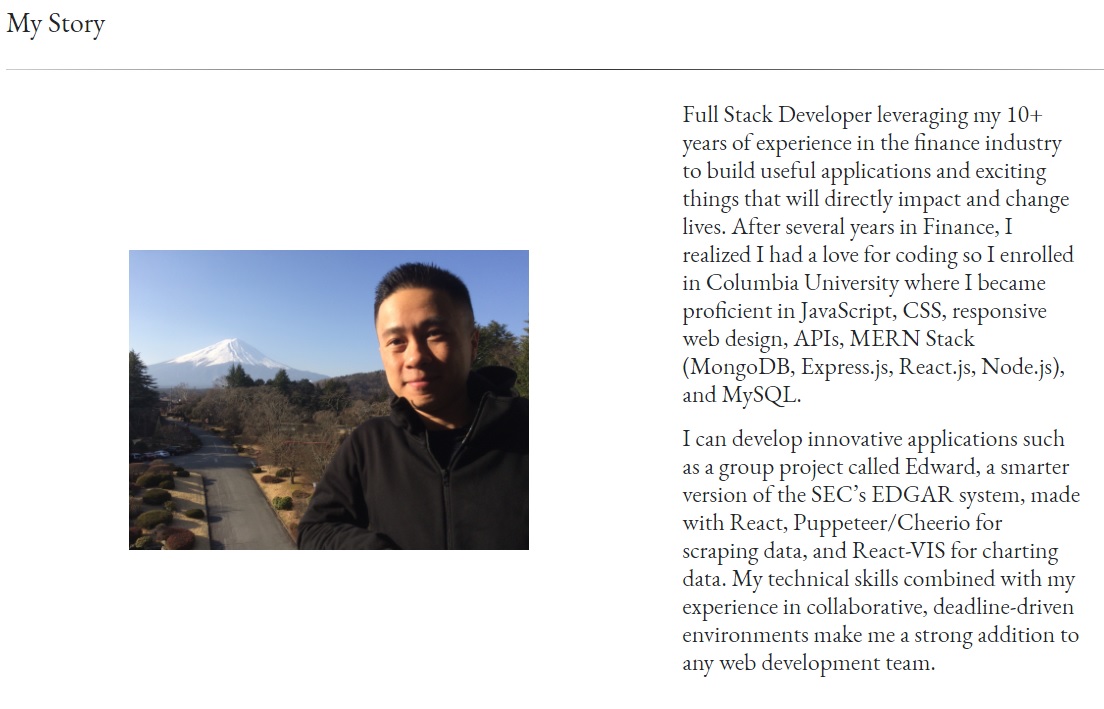 My Story
Full Stack Developer leveraging my 10+
years of experience in the finance industry
to build useful applications and exciting
things that will directly impact and change
lives. After several years in Finance, I
realized I had a love for coding so I enrolled
in Columbia University where I became
proficient in JavaScript, CSS, responsive
web design, APIs, MERN Stack
(MongoDB, Express.js, React.js, Node.js),
and MySQL.
I can develop innovative applications such
as a group project called Edward, a smarter
version of the SEC’s EDGAR system, made
with React, Puppeteer/Cheerio for
scraping data, and React-VIS for charting
data. My technical skills combined with my
experience in collaborative, deadline-driven
environments make me a strong addition to
any web development team.